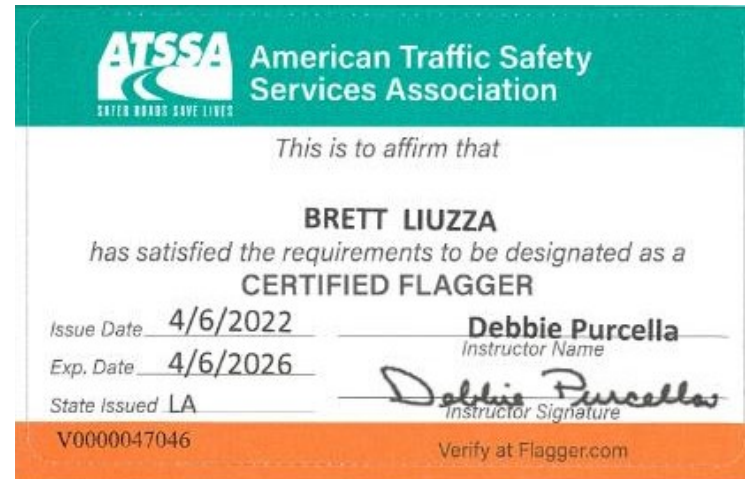 ATSSA
SAFER ROADS SAVE LIVES
American Traffic Safety
Services Association
This is to affirm that
BRETT LIUZZA
has satisfied the requirements to be designated as a
CERTIFIED FLAGGER
Issue Date 4/6/2022
Debbie Purcella
Instructor Name
Exp. Date 4/6/2026
Debbie Purcella
State Issued LA
Instructor Signature
V0000047046
Verify at Flagger.com